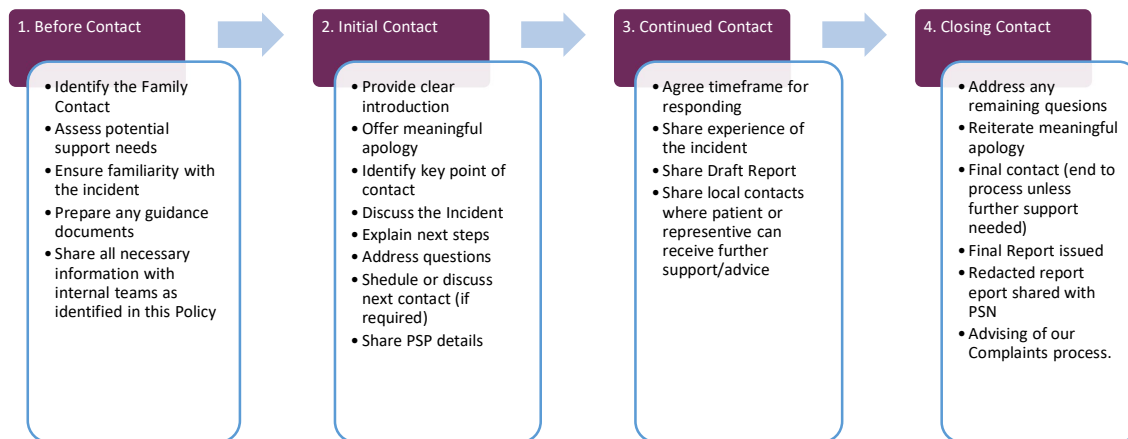 1. Before Contact
• Identify the Family
Contact
• Assess potential
support needs
• Ensure familiarity with
the incident
• Prepare any guidance
documents
• Share all necessary
information with
internal teams as
identified in this Policy
2. Initial Contact
• Provide clear
introduction
• Offer meaningful
apology
• Identify key point of
contact
• Discuss the Incident
• Explain next steps
• Address questions
• Shedule or discuss
next contact (if
required)
• Share PSP details
3. Continued Contact
• Agree timeframe for
responding
• Share experience of
the incident
• Share Draft Report
• Share local contacts
where patient or
representive can
receive further
support/advice
4. Closing Contact
• Address any
remaining quesions
• Reiterate meaningful
apology
• Final contact (end to
process unless
further support
needed)
• Final Report issued
• Redacted report
eport shared with
PSN
• Advising of our
Complaints process.